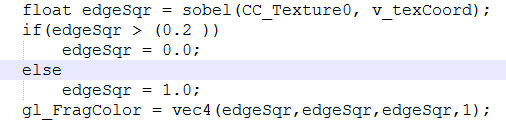 float edgeSqr = sobel(CC_Texture0, v_texCoord);
if(edgeSqr > (0.2 ))
    edgeSqr = 0.0;
else
    edgeSqr = 1.0;
gl_FragColor = vec4(edgeSqr,edgeSqr,edgeSqr,1);